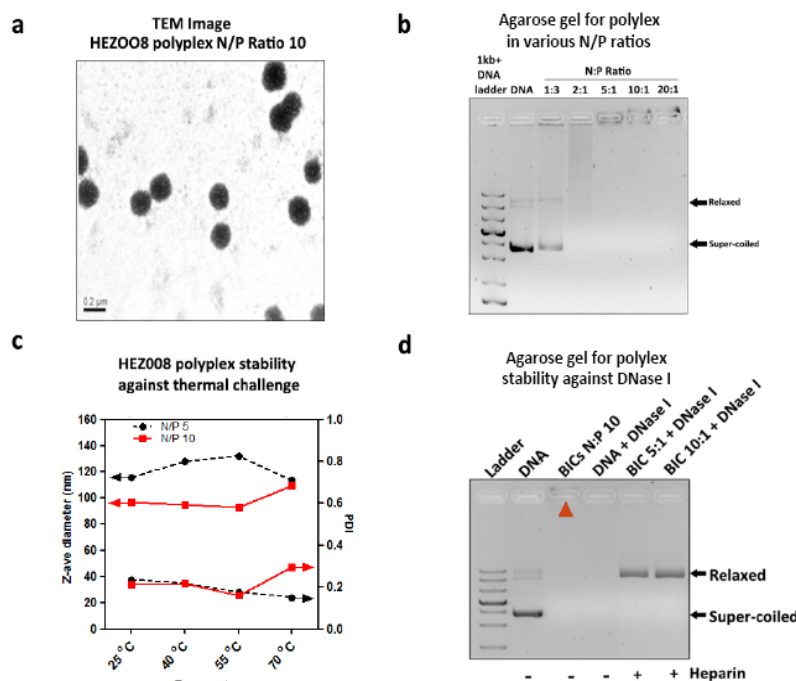 a
TEM Image
HEZOO8 polyplex N/P Ratio 10
0.2 µm
b
Agarose gel for polylex
in various N/P ratios
1kb+
DNA
ladder
DNA
N:P Ratio
1:3 2:1 5:1 10:1 20:1
Relaxed
Super-coiled
c
HEZ008 polyplex stability
against thermal challenge
N/P 5
N/P 10
Z-ave diameter (nm)
160
140
120
100
80
60
40
20
0
PDI
1.0
0.8
0.6
0.4
0.2
0.0
25 °C 40 °C 55 °C 70 °C
d
Agarose gel for polylex
stability against DNase I
Ladder
DNA
BICs N:P 10
DNA + DNase I
BIC 5:1 + DNase I
BIC 10:1 + DNase I
Relaxed
Super-coiled
- - - + + Heparin